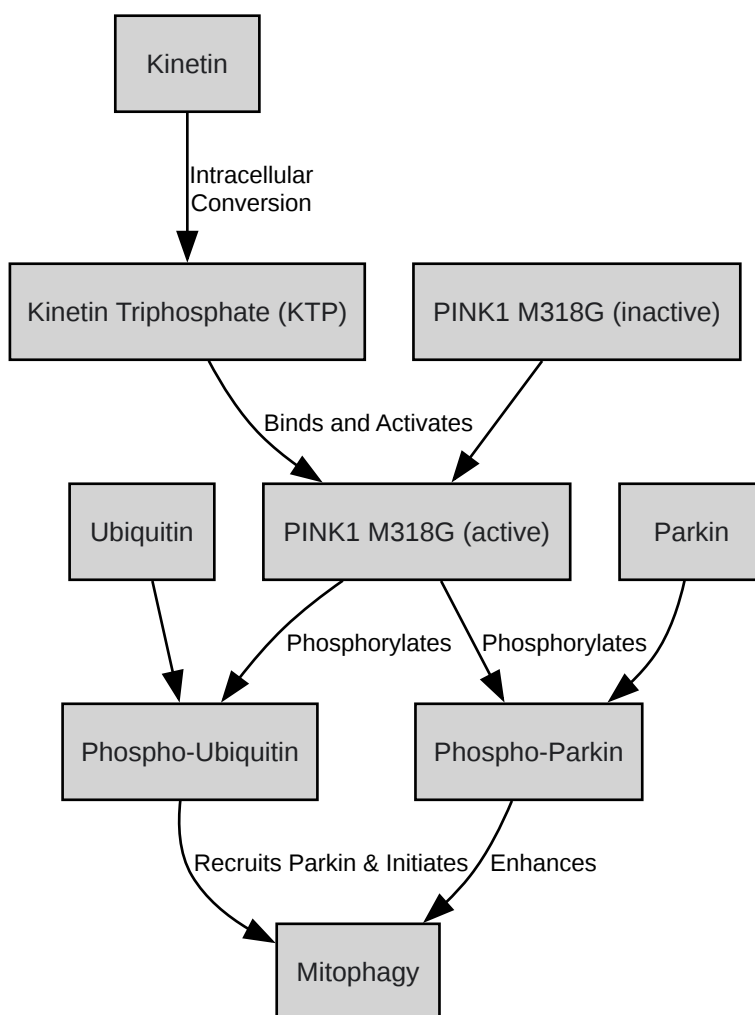 Kinetin
Intracellular
Conversion
Kinetin Triphosphate (KTP)
PINK1 M318G (inactive)
Binds and Activates
Ubiquitin
PINK1 M318G (active)
Parkin
Phosphorylates
Phosphorylates
Phospho-Ubiquitin
Phospho-Parkin
Recruits Parkin & Initiates
Enhances
Mitophagy